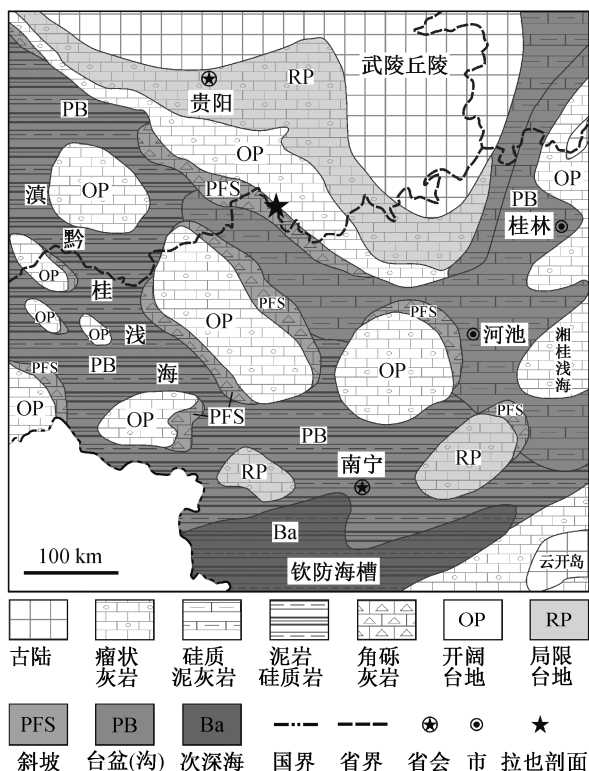 武陵丘陵
RP
贵阳
PB
OP
PFS
OP
OP
PB
桂林
滇
黔
桂
浅
海
OP
OP
OP
PFS
OP
PFS
河池
OP
湘桂浅海
PFS
PB
OP
OP
PFS
PFS
PB
RP
RP
南宁
Ba
100 km
钦防海槽
云开岛
OP RP
古陆 瘤状 硅质 泥岩 角砾 开阔 局限
灰岩 泥灰岩 硅质岩 灰岩 台地 台地
PFS PB Ba
斜坡 台盆(沟) 次深海 国界 省界 省会 市 拉也剖面